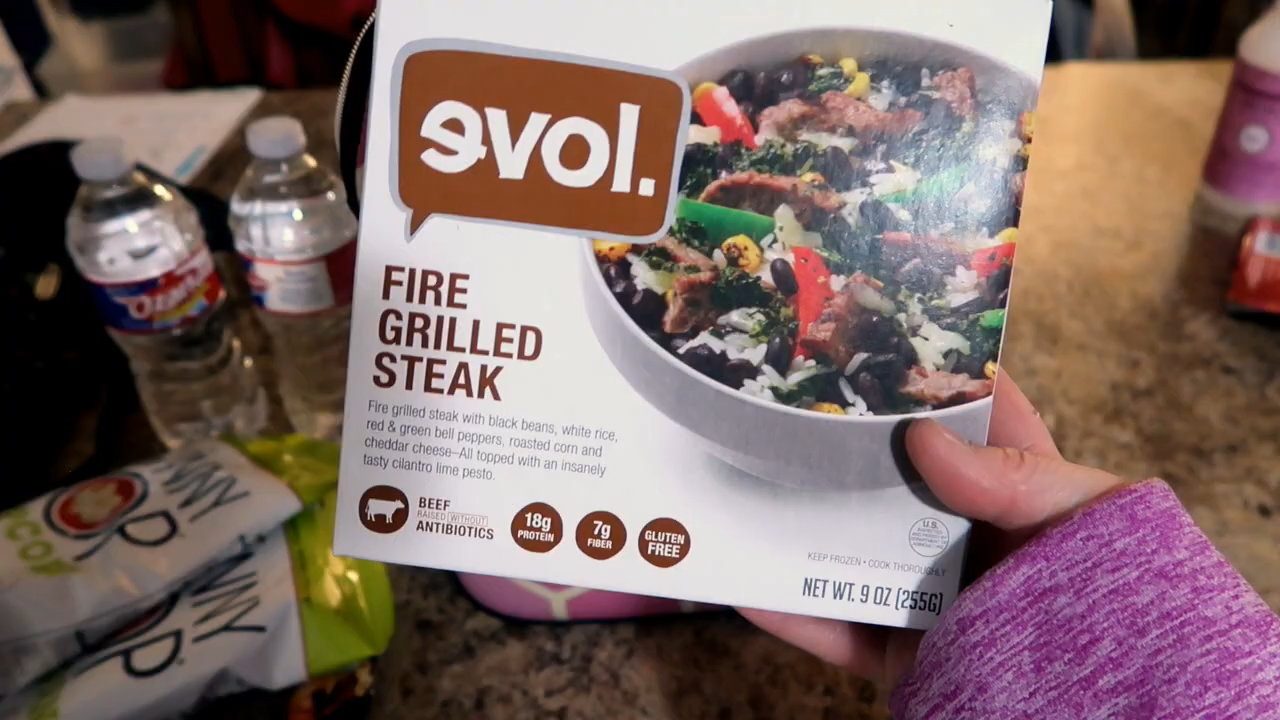 evol.
FIRE
GRILLED
STEAK
Fire grilled steak with black beans, white rice,
red & green bell peppers, roasted corn and
cheddar cheese–All topped with an insanely
tasty cilantro lime pesto.
BEEF
RAISED WITHOUT
ANTIBIOTICS
18g
PROTEIN
7g
FIBER
GLUTEN
FREE
U.S.
KEEP FROZEN • COOK THOROUGHLY
NET WT. 9 OZ (255G)